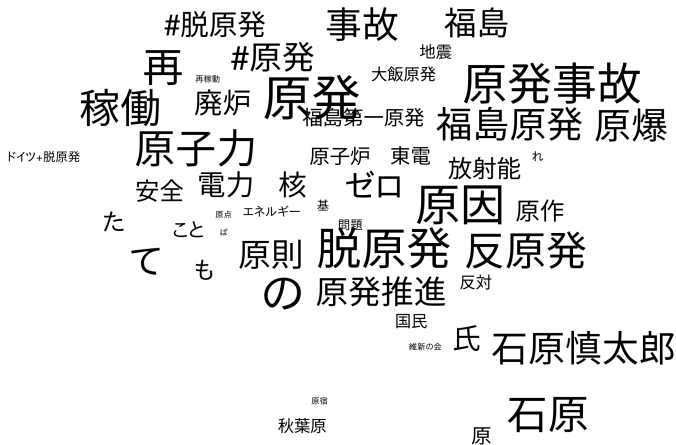 #脱原発 事故 福島
再 #原発 地震
再稼動 大飯原発
稼働 廃炉 原発 原発事故
福島第一原発 福島原発 原爆
原子力
ドイツ+脱原発 原子炉 東電 れ
放射能
安全 電力 核 ゼロ
原因 原作
た 原点 エネルギー 基
こと ば 問題
て も 原則 脱原発 反原発
の 原発推進 反対
国民
維新の会 氏 石原慎太郎
原宿 石原
秋葉原 原